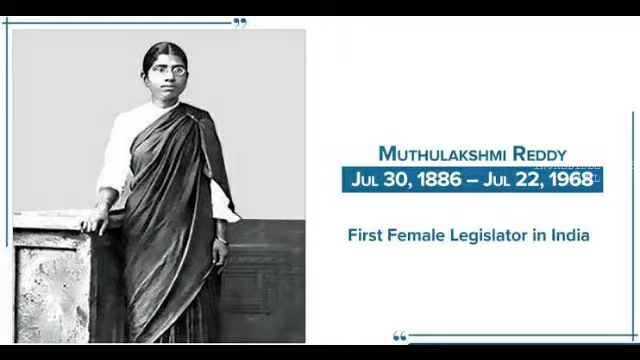 MUTHULAKSHMI REDDY
JUL 30, 1886 – JUL 22, 1968
First Female Legislator in India